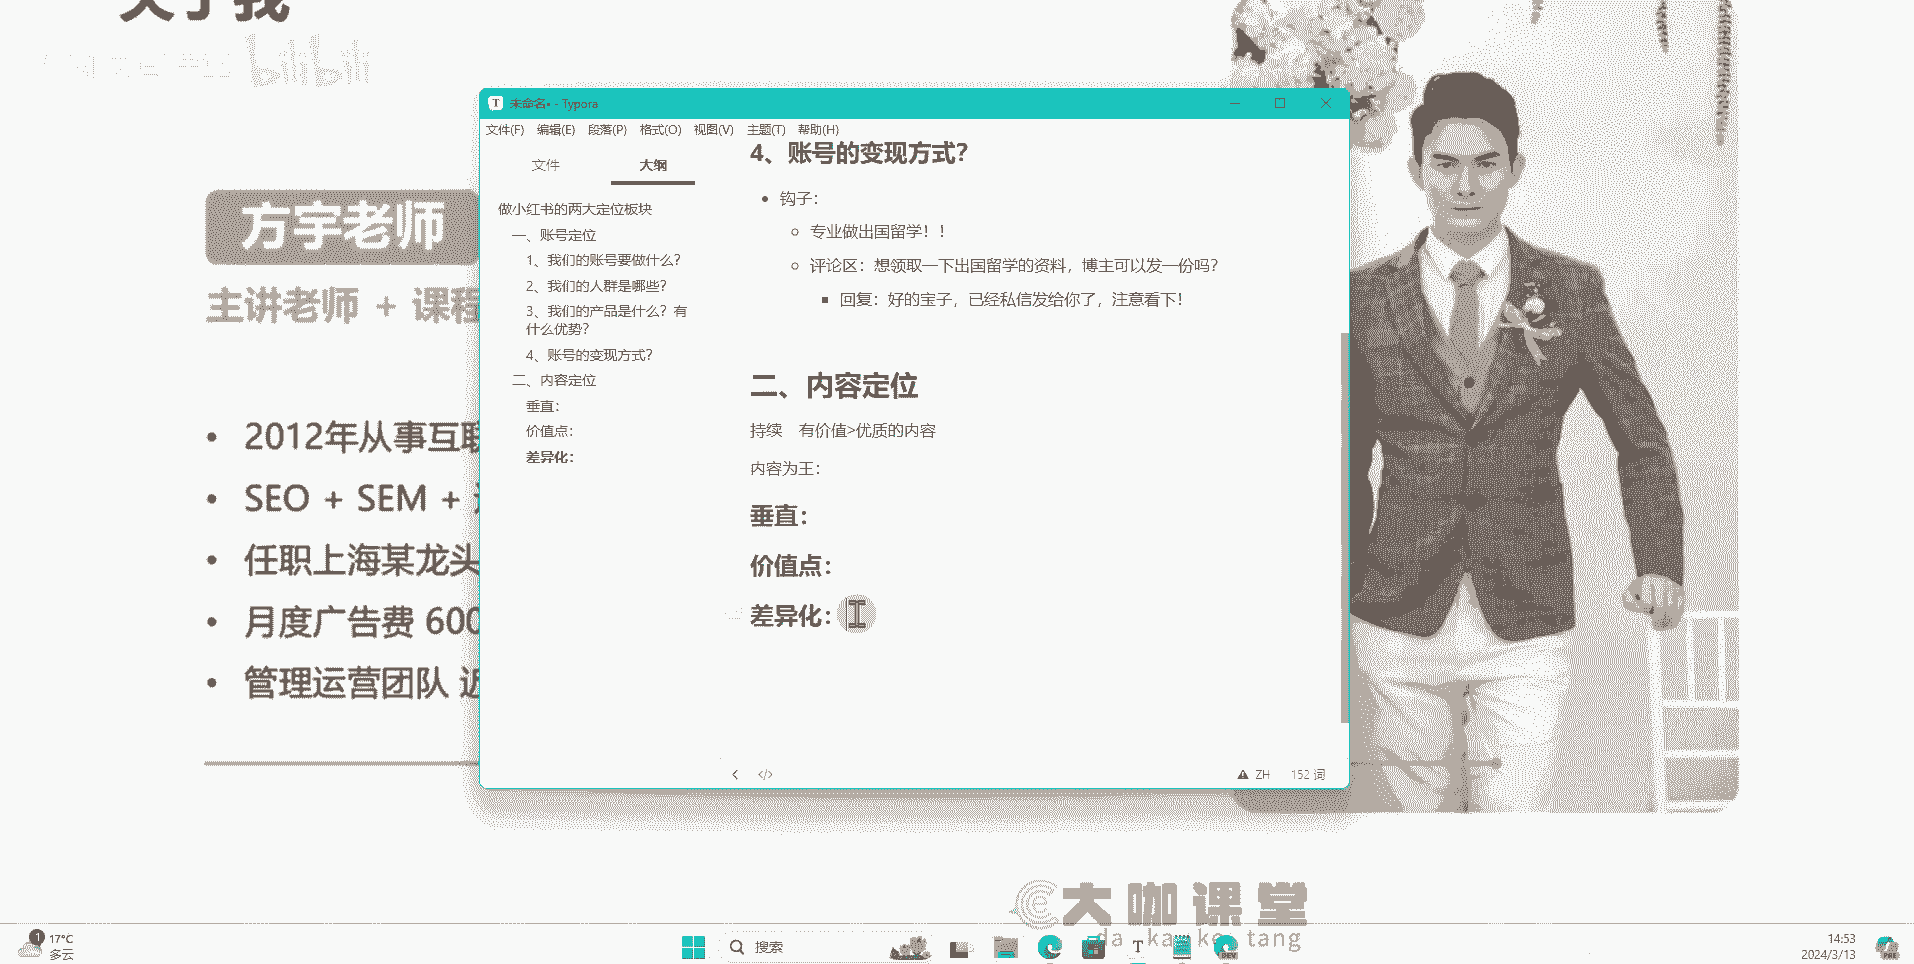 关于我
bilibili
方宇老师
主讲老师 + 课程
• 2012年从事互联
• SEO + SEM +
• 任职上海某龙头
• 月度广告费 600
• 管理运营团队 近
未命名• - Typora
文件(F) 编辑(E) 段落(P) 格式(O) 视图(V) 主题(T) 帮助(H)
文件 大纲
做小红书的两大定位板块
一、账号定位
1、我们的账号要做什么？
2、我们的人群是哪些？
3、我们的产品是什么？有
什么优势？
4、账号的变现方式？
二、内容定位
垂直：
价值点：
差异化：
4、账号的变现方式？
• 钩子：
◦ 专业做出国留学！！
◦ 评论区：想领取一下出国留学的资料，博主可以发一份吗？
▪ 回复：好的宝子，已经私信发给你了，注意看下！
二、内容定位
持续 有价值>优质的内容
内容为王：
垂直：
价值点：
差异化：
ZH 152 词
大咖课堂
da ka ke tang
1
17°C
多云
搜索
T
DEV
14:53
2024/3/13
PRE